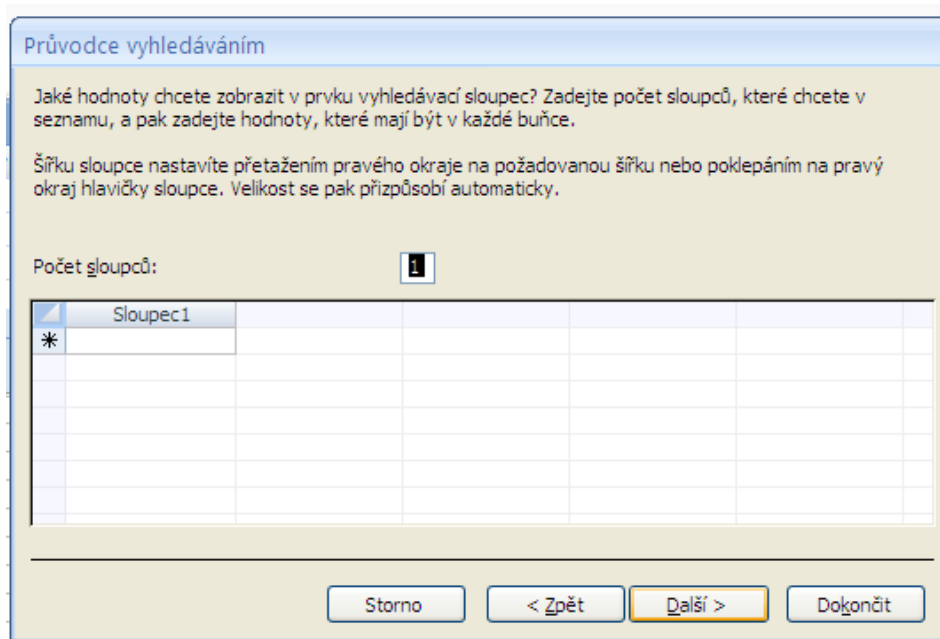 Průvodce vyhledáváním
Jaké hodnoty chcete zobrazit v prvku vyhledávací sloupec? Zadejte počet sloupců, které chcete v
seznamu, a pak zadejte hodnoty, které mají být v každé buňce.
Šířku sloupce nastavíte přetažením pravého okraje na požadovanou šířku nebo poklepáním na pravý
okraj hlavičky sloupce. Velikost se pak přizpůsobí automaticky.
Počet sloupců: 1
Sloupec1
Storno < Zpět Další > Dokončit